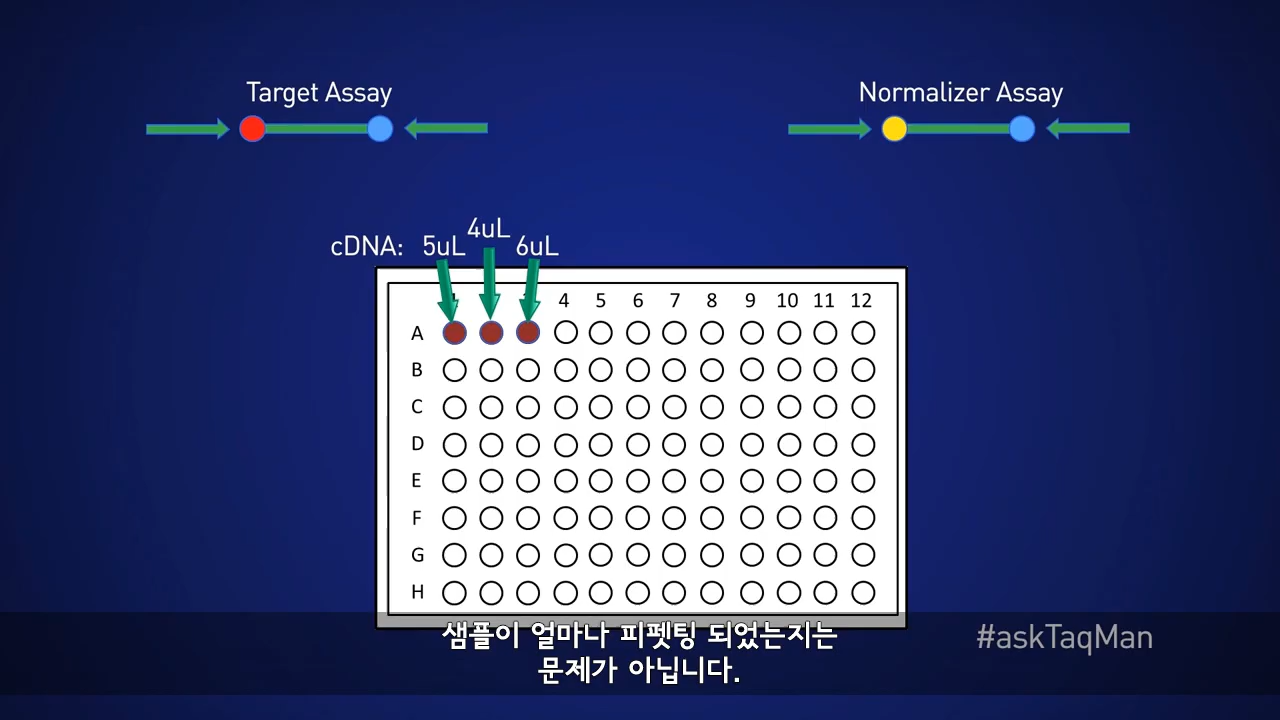 Target Assay
Normalizer Assay
cDNA: 5uL 4uL 6uL
4 5 6 7 8 9 10 11 12
A
B
C
D
E
F
G
H
샘플이 얼마나 피펫팅 되었는지는
문제가 아닙니다.
#askTaqMan